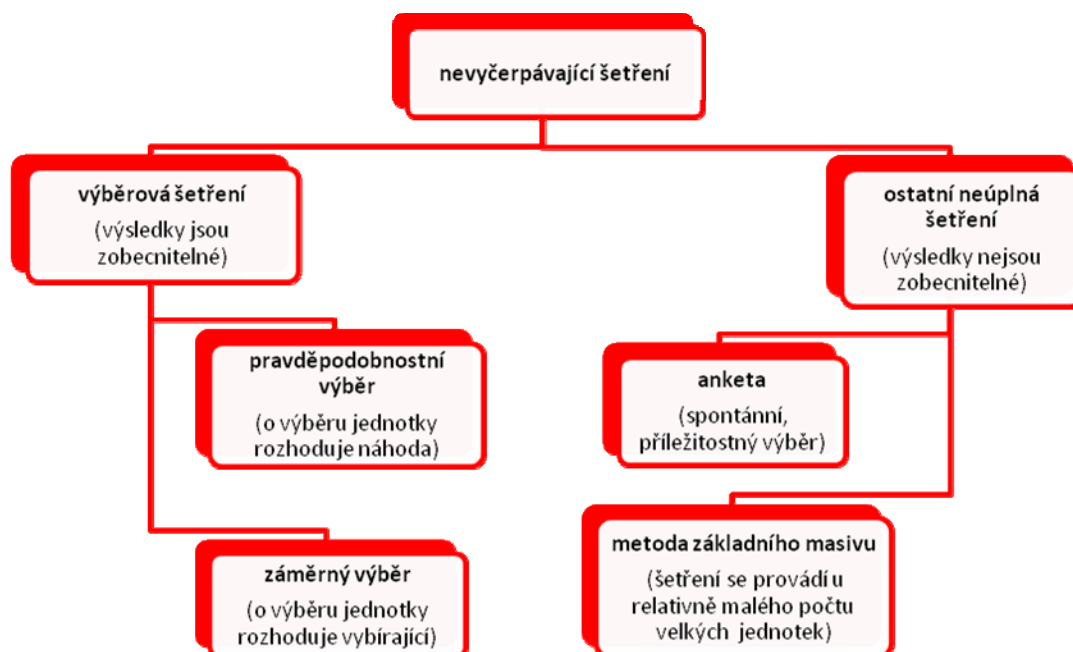 nevyčerpávající šetření
výběrová šetření
(výsledky jsou
zobecnitelné)
ostatní neúplná
šetření
(výsledky nejsou
zobecnitelné)
pravděpodobnostní
výběr
(o výběru jednotky
rozhoduje náhoda)
anketa
(spontánní,
příležitostný výběr)
záměrný výběr
(o výběru jednotky
rozhoduje vybírající)
metoda základního masivu
(šetření se provádí u
relativně malého počtu
velkých jednotek)